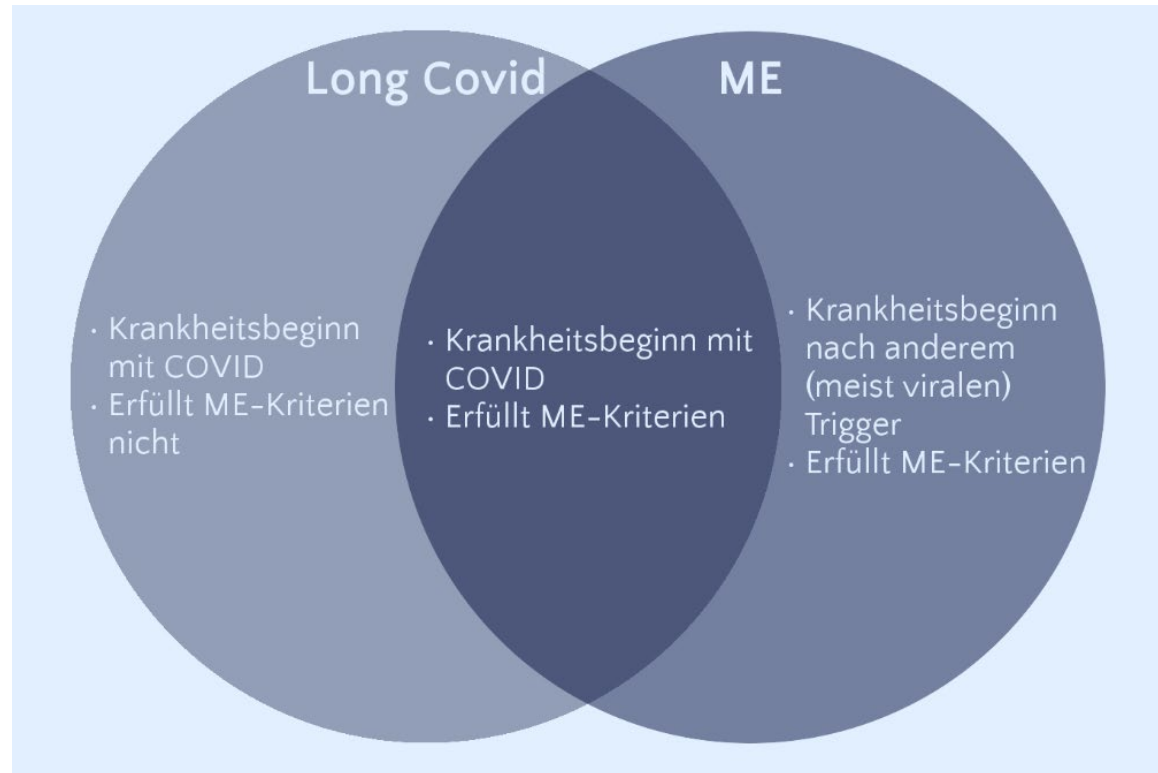 Long Covid
ME
· Krankheitsbeginn
mit COVID
· Erfüllt ME-Kriterien
nicht
· Krankheitsbeginn mit
COVID
· Erfüllt ME-Kriterien
· Krankheitsbeginn
nach anderem
(meist viralen)
Trigger
· Erfüllt ME-Kriterien